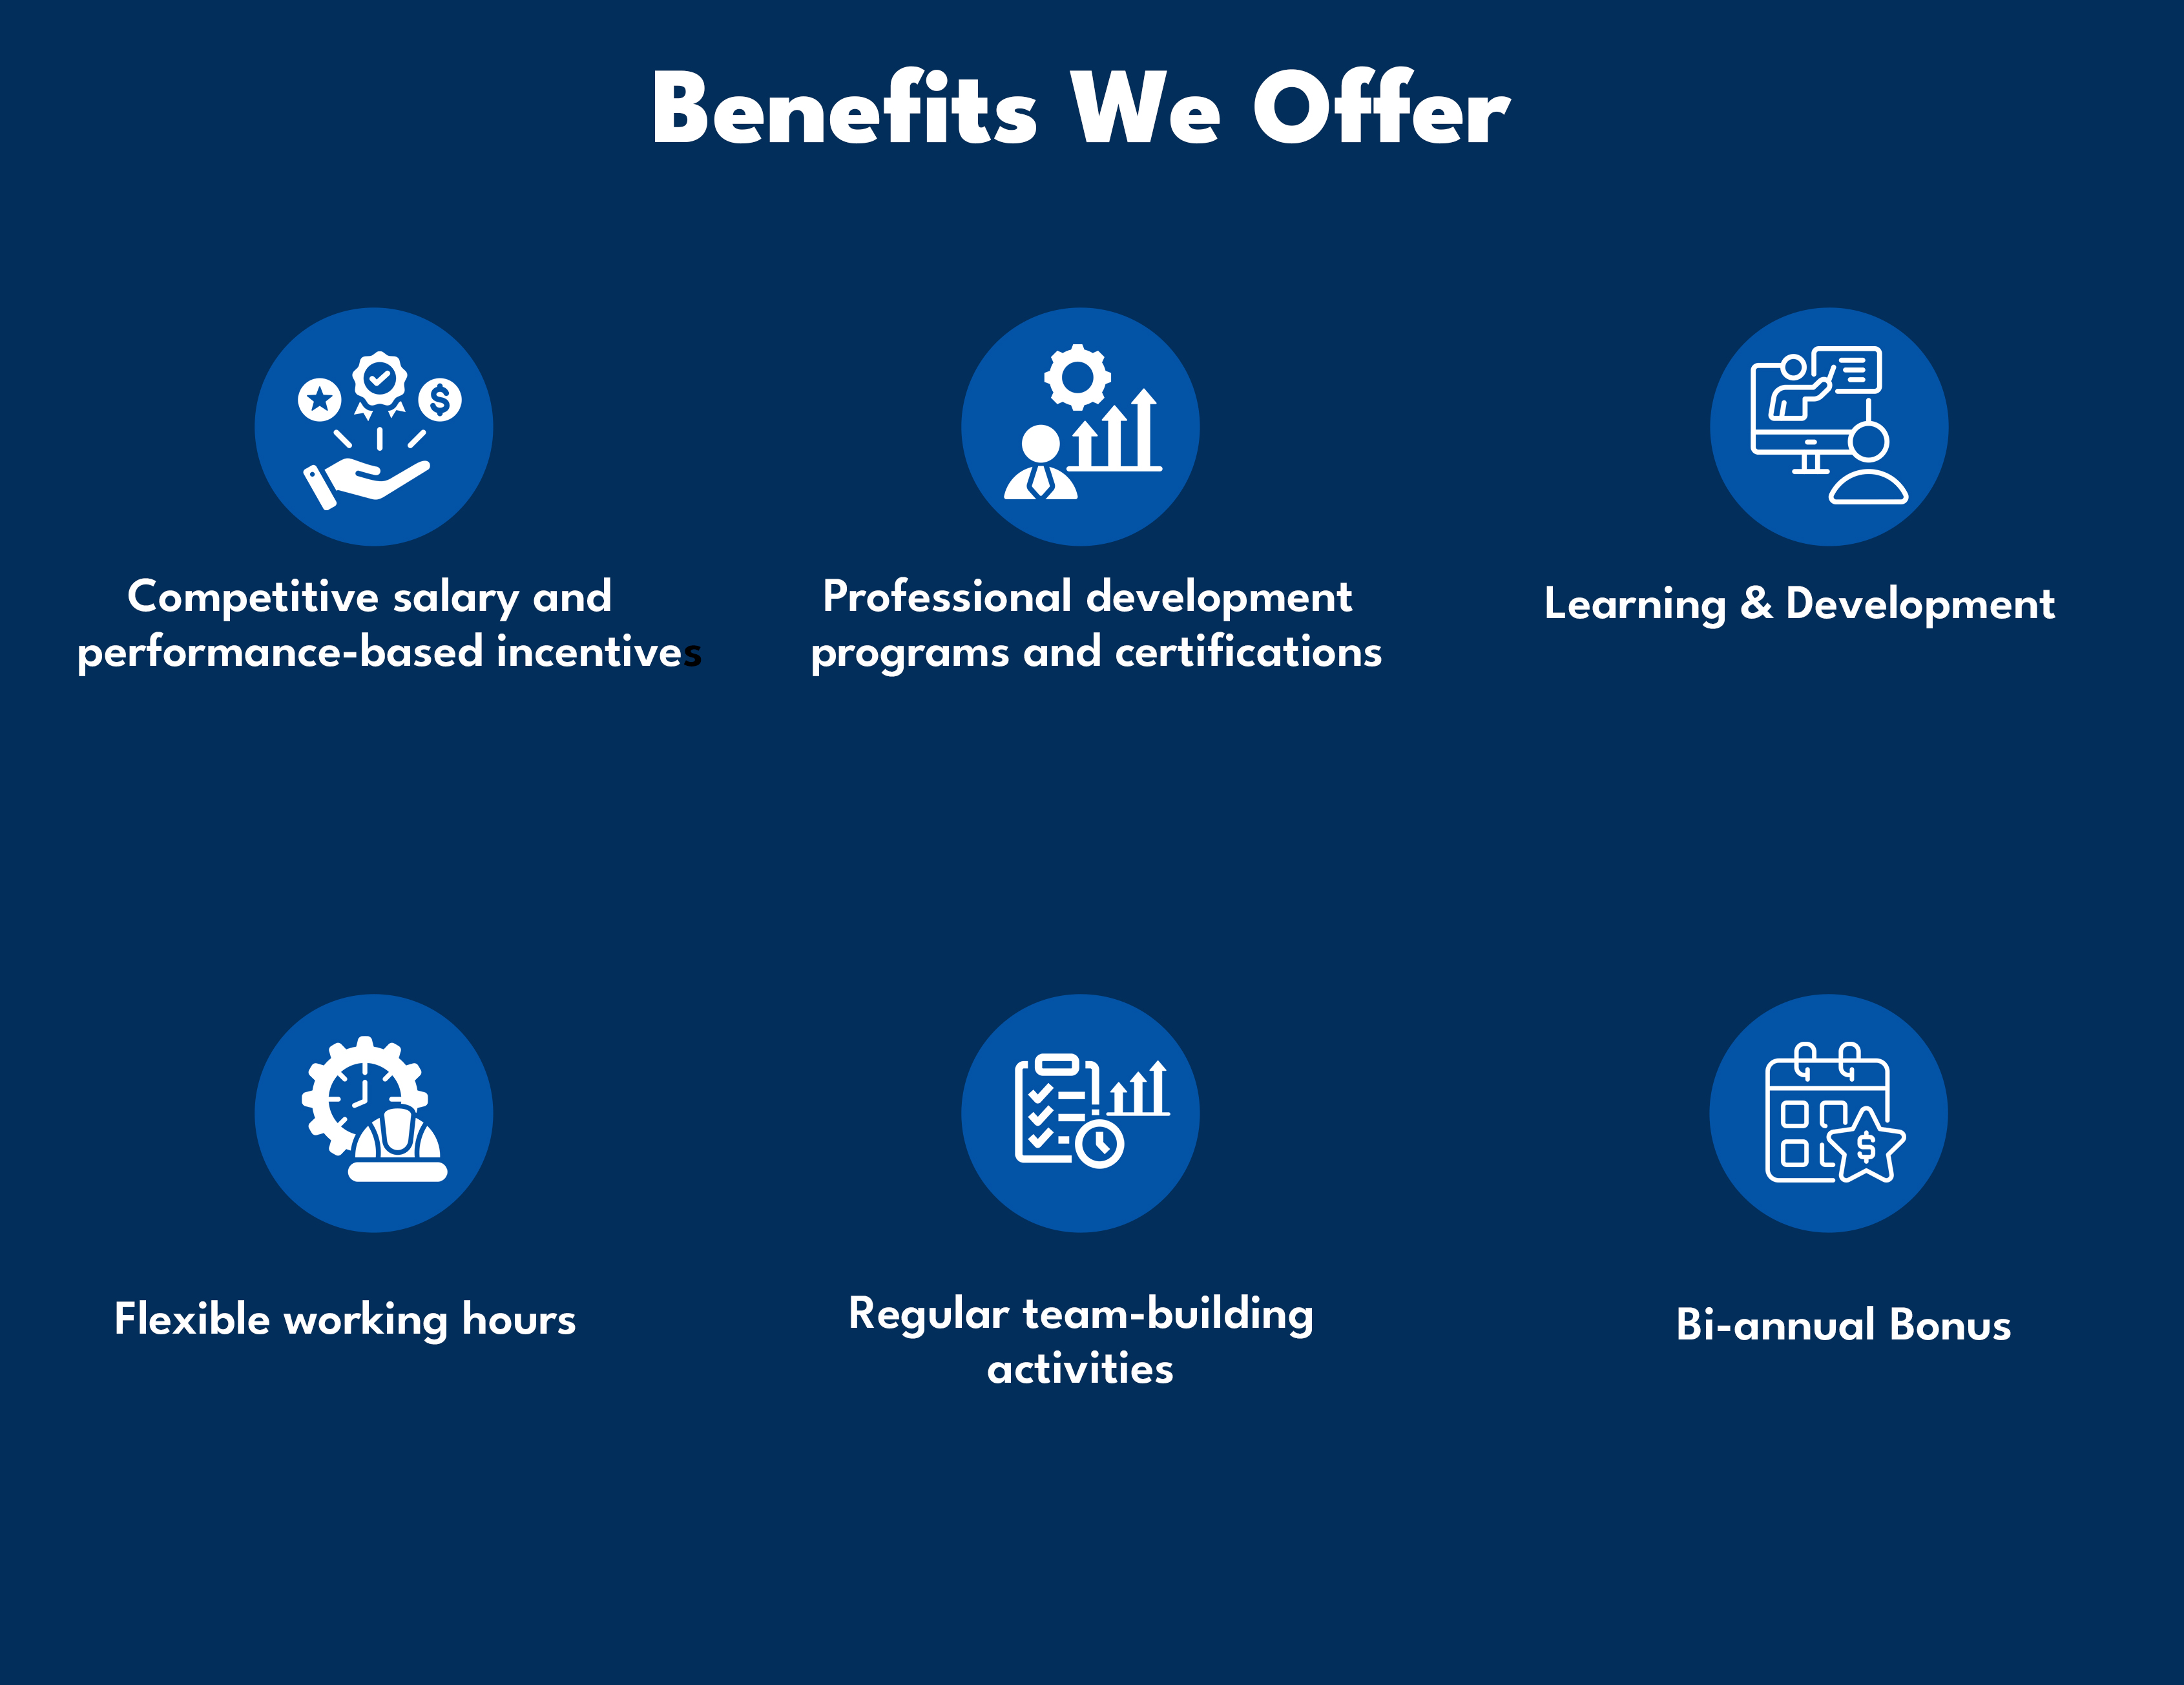 Benefits We Offer
Competitive salary and
performance-based incentives
Professional development
programs and certifications
Learning & Development
Flexible working hours
Regular team-building
activities
Bi-annual Bonus